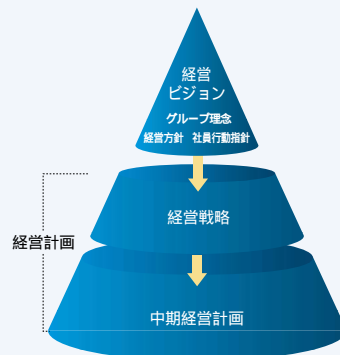 経営
ビジョン
グループ理念
経営方針 社員行動指針
経営戦略
経営計画
中期経営計画